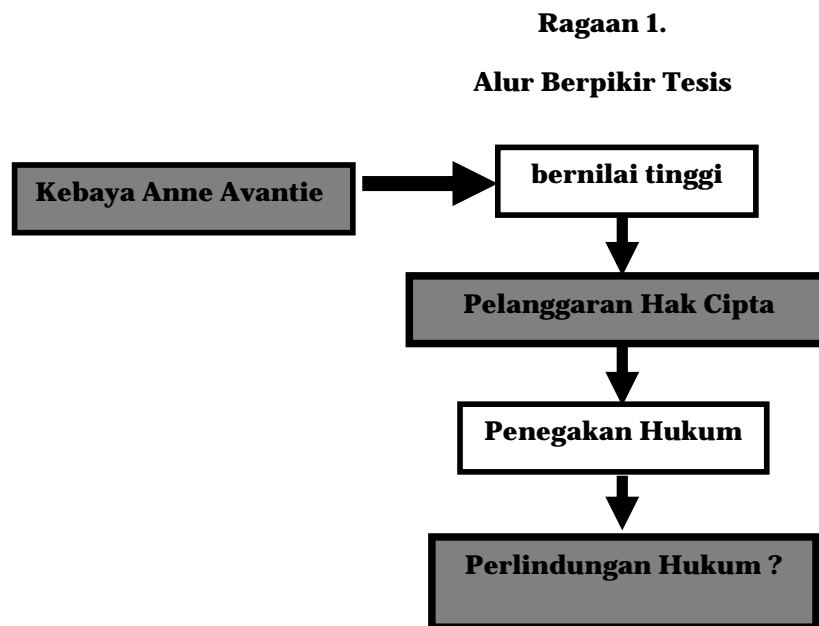 Ragaan 1.
Alur Berpikir Tesis
Kebaya Anne Avantie
bernilai tinggi
Pelanggaran Hak Cipta
Penegakan Hukum
Perlindungan Hukum ?